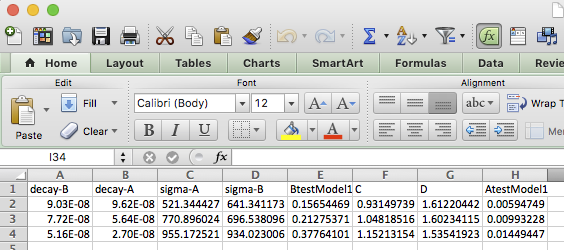 Home Layout Tables Charts SmartArt Formulas Data Revie
Edit Font Alignment
Paste Fill Clear Calibri (Body) 12 A A abc Wrap T
B I U A Mer
I34 fx
A B C D E F G H
1 decay-B decay-A sigma-A sigma-B BtestModel1 C D AtestModel1
2 9.03E-08 9.62E-08 521.344427 641.341173 0.15654469 0.93149739 1.61220442 0.00594749
3 7.72E-08 5.64E-08 770.896024 696.538096 0.21275371 1.04818516 1.60234115 0.00993228
4 5.16E-08 2.70E-08 955.172521 934.023006 0.37764101 1.15213154 1.53541923 0.01449447